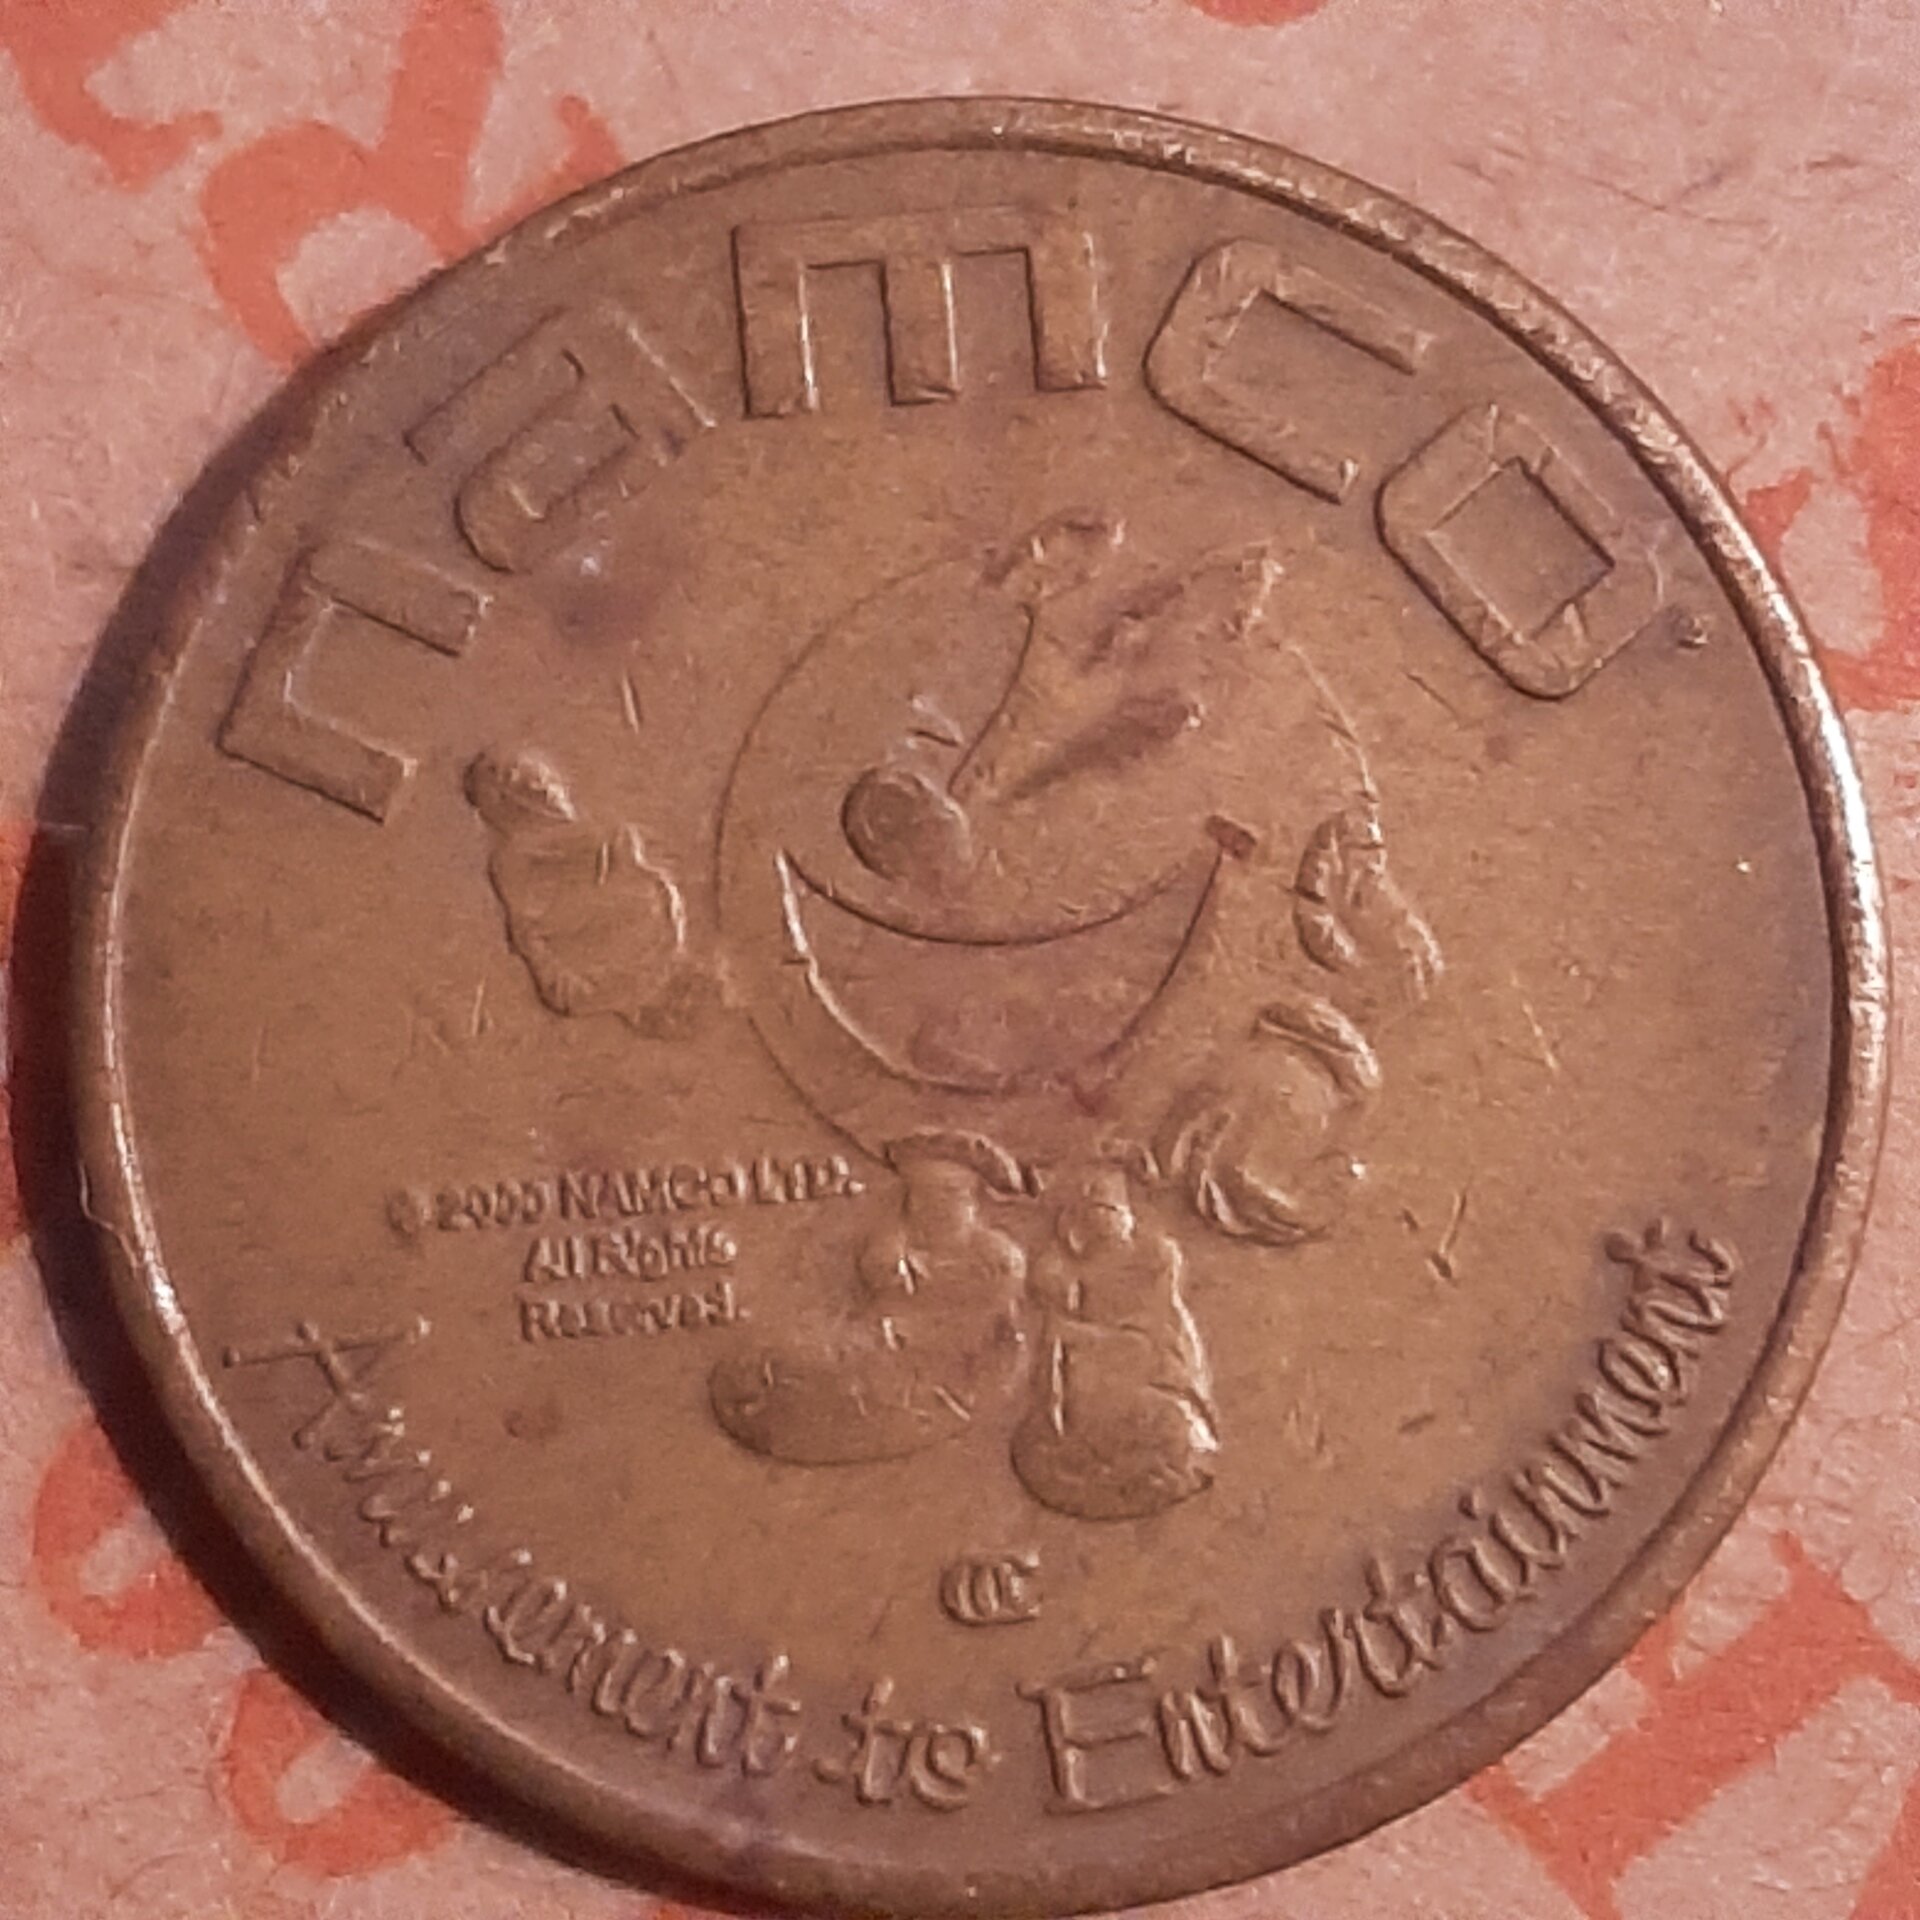 namco
© 2000 NAMCO LTD.
All Rights
Reserved.
Amusement to Entertainment